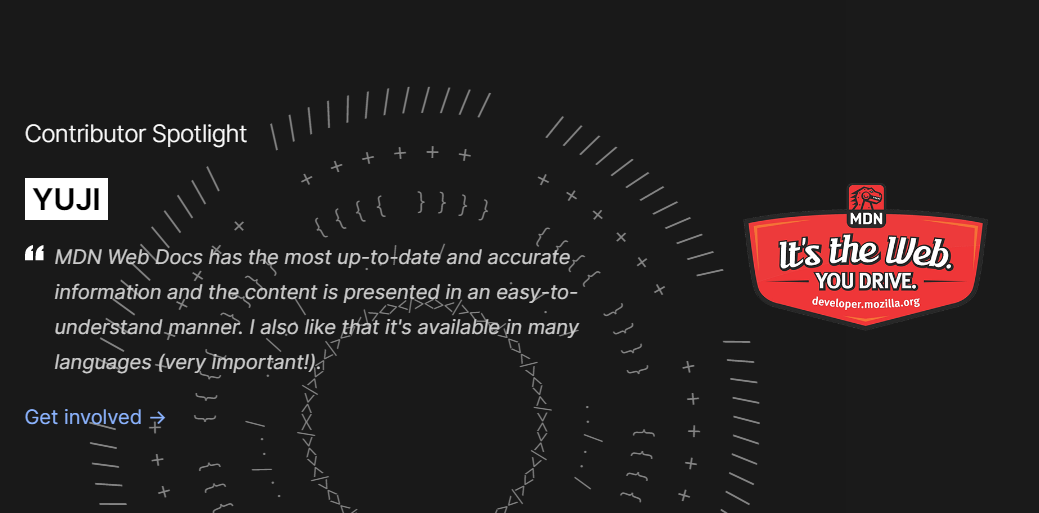 Contributor Spotlight
YUJI
MDN Web Docs has the most up-to-date and accurate
information and the content is presented in an easy-to-
understand manner. I also like that it's available in many
languages (very important!).
Get involved →
MDN
It's the Web.
YOU DRIVE.
developer.mozilla.org